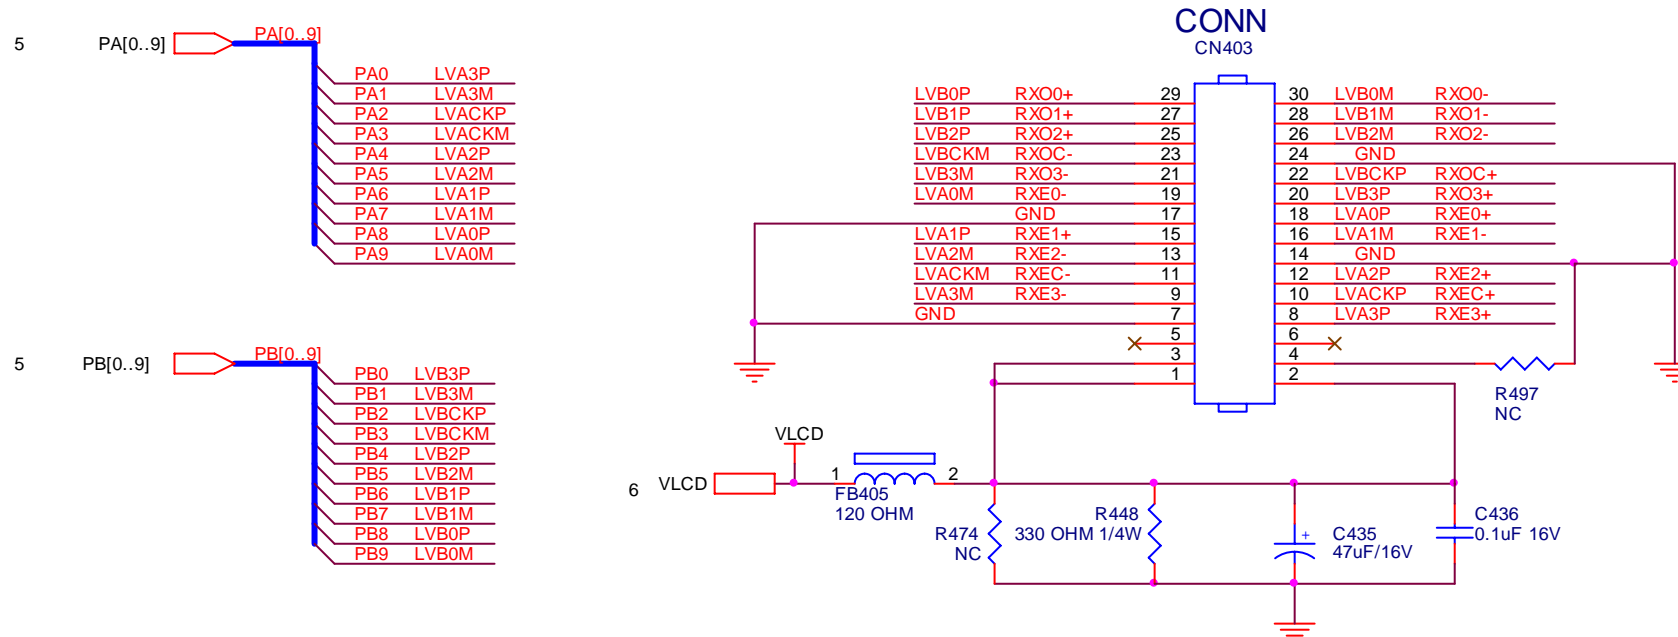 CONN
CN403
5 PA[0..9] PA[0..9]
PA0 LVA3P
PA1 LVA3M
PA2 LVACKP
PA3 LVACKM
PA4 LVA2P
PA5 LVA2M
PA6 LVA1P
PA7 LVA1M
PA8 LVA0P
PA9 LVA0M
5 PB[0..9] PB[0..9]
PB0 LVB3P
PB1 LVB3M
PB2 LVBCKP
PB3 LVBCKM
PB4 LVB2P
PB5 LVB2M
PB6 LVB1P
PB7 LVB1M
PB8 LVB0P
PB9 LVB0M
LVB0P RXO0+ 29 30 LVB0M RXO0-
LVB1P RXO1+ 27 28 LVB1M RXO1-
LVB2P RXO2+ 25 26 LVB2M RXO2-
LVBCKM RXOC- 23 24 GND
LVB3M RXO3- 21 22 LVBCKP RXOC+
LVA0M RXE0- 19 20 LVB3P RXO3+
GND 17 18 LVA0P RXE0+
LVA1P RXE1+ 15 16 LVA1M RXE1-
LVA2M RXE2- 13 14 GND
LVACKM RXEC- 11 12 LVA2P RXE2+
LVA3M RXE3- 9 10 LVACKP RXEC+
GND 7 8 LVA3P RXE3+
5 6
3 4
1 2
R497
NC
VLCD
6 VLCD 1 2
FB405
120 OHM
R474
NC
R448
330 OHM 1/4W
+
C435
47uF/16V
C436
0.1uF 16V